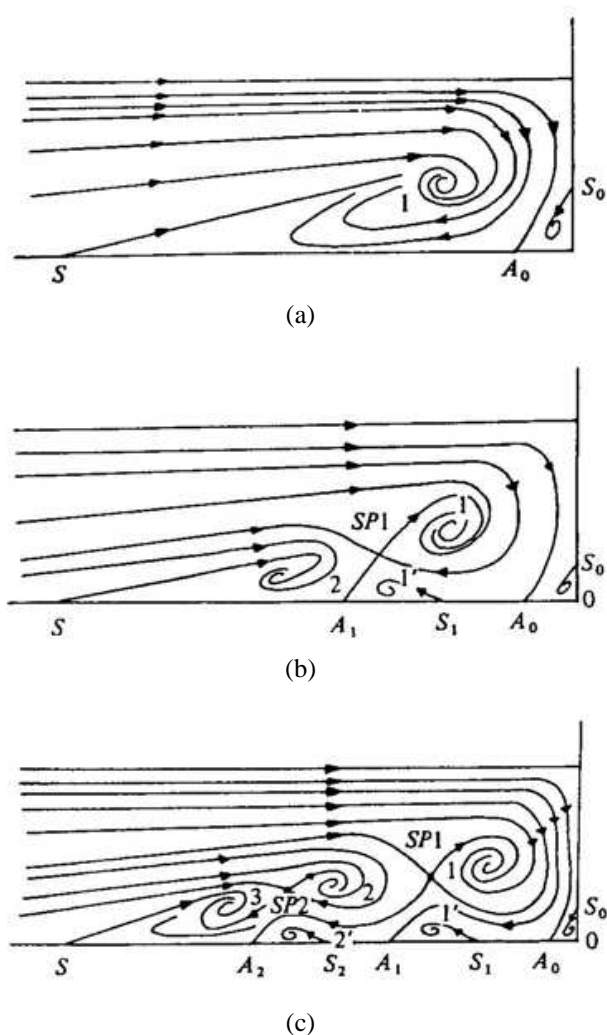 1
S₀
S
A₀
(a)
SP1
1
S₀
2
1'
0
S
A₁
S₁
A₀
(b)
SP1
1
2
3
SP2
1'
S₀
2'
0
S
A₂
S₂
A₁
S₁
A₀
(c)